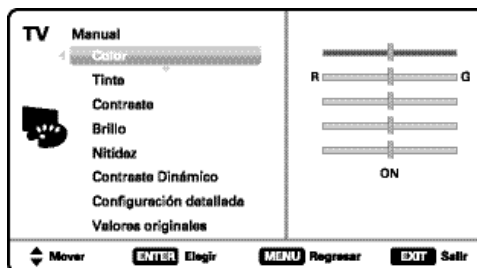 TV Manual
Color
Tinte R G
Contraste
Brillo
Nitidez
Contraste Dinámico ON
Configuración detallada
Valores originales
Mover ENTER Elegir MENU Regresar EXIT Salir